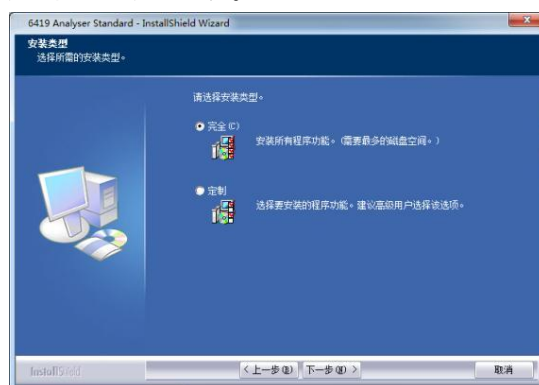 6419 Analyser Standard - InstallShield Wizard
安装类型
选择所需的安装类型。
请选择安装类型。
完全(C)
安装所有程序功能。(需要最多的磁盘空间。)
定制
选择要安装的程序功能。建议高级用户选择该选项。
InstallShield
<上一步(B) 下一步(N) > 取消